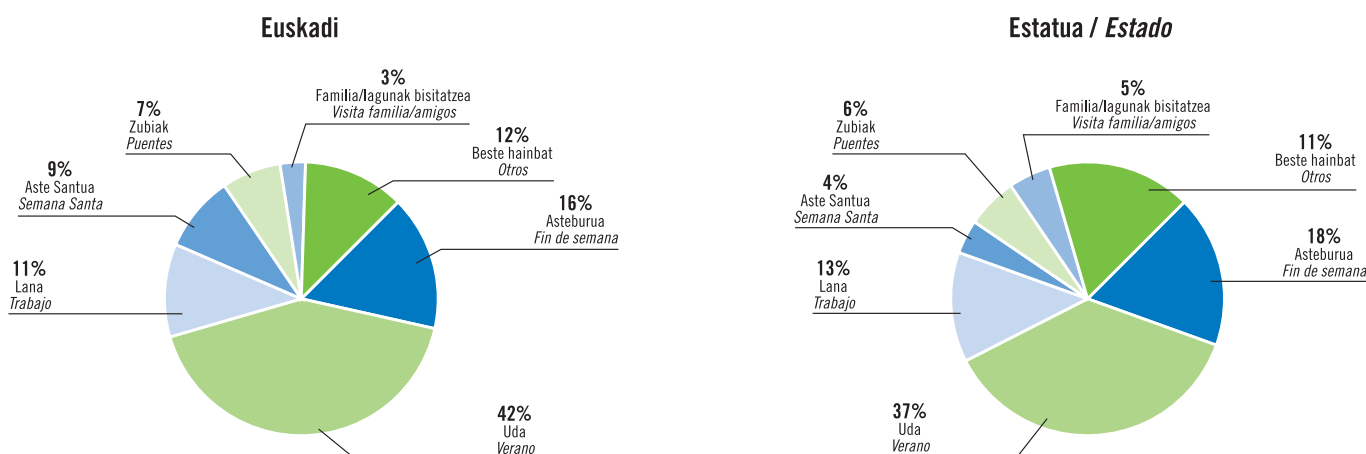 Euskadi
3%
Familia/lagunak bisitatzea
Visita familia/amigos
7%
Zubiak
Puentes
12%
Beste hainbat
Otros
9%
Aste Santua
Semana Santa
16%
Asteburua
Fin de semana
11%
Lana
Trabajo
42%
Uda
Verano
Estatua / Estado
5%
Familia/lagunak bisitatzea
Visita familia/amigos
6%
Zubiak
Puentes
11%
Beste hainbat
Otros
4%
Aste Santua
Semana Santa
18%
Asteburua
Fin de semana
13%
Lana
Trabajo
37%
Uda
Verano